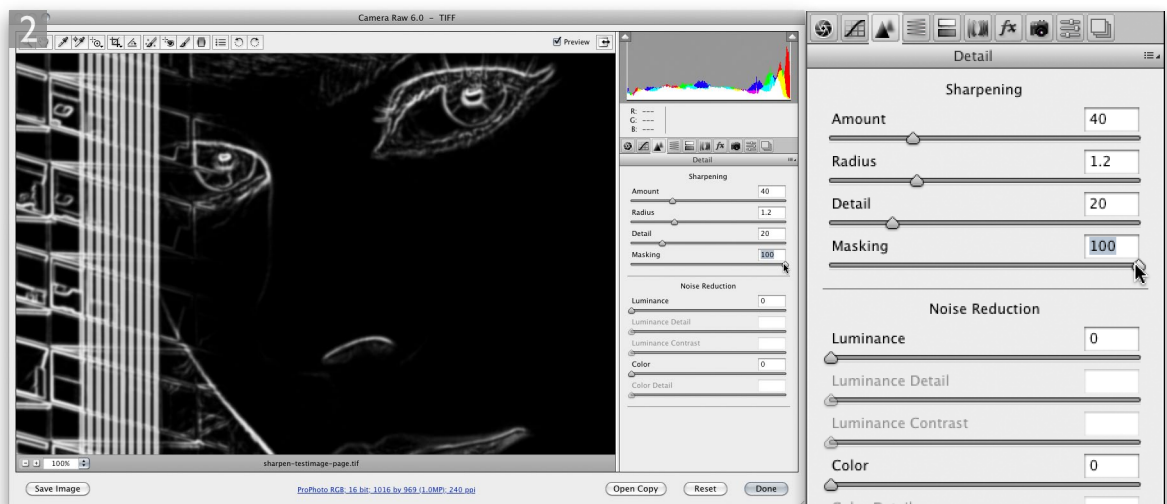 2
Camera Raw 6.0 – TIFF
Preview
R: ---
G: ---
B: ---
fx
Detail
Sharpening
Amount 40
Radius 1.2
Detail 20
Masking 100
Noise Reduction
Luminance 0
Luminance Detail
Luminance Contrast
Color 0
Color Detail
100%
sharpen-testimage-page.tif
Save Image
ProPhoto RGB; 16 bit; 1016 by 969 (1.0MP); 240 ppi
Open Copy
Reset
Done
fx
Detail
Sharpening
Amount 40
Radius 1.2
Detail 20
Masking 100
Noise Reduction
Luminance 0
Luminance Detail
Luminance Contrast
Color 0